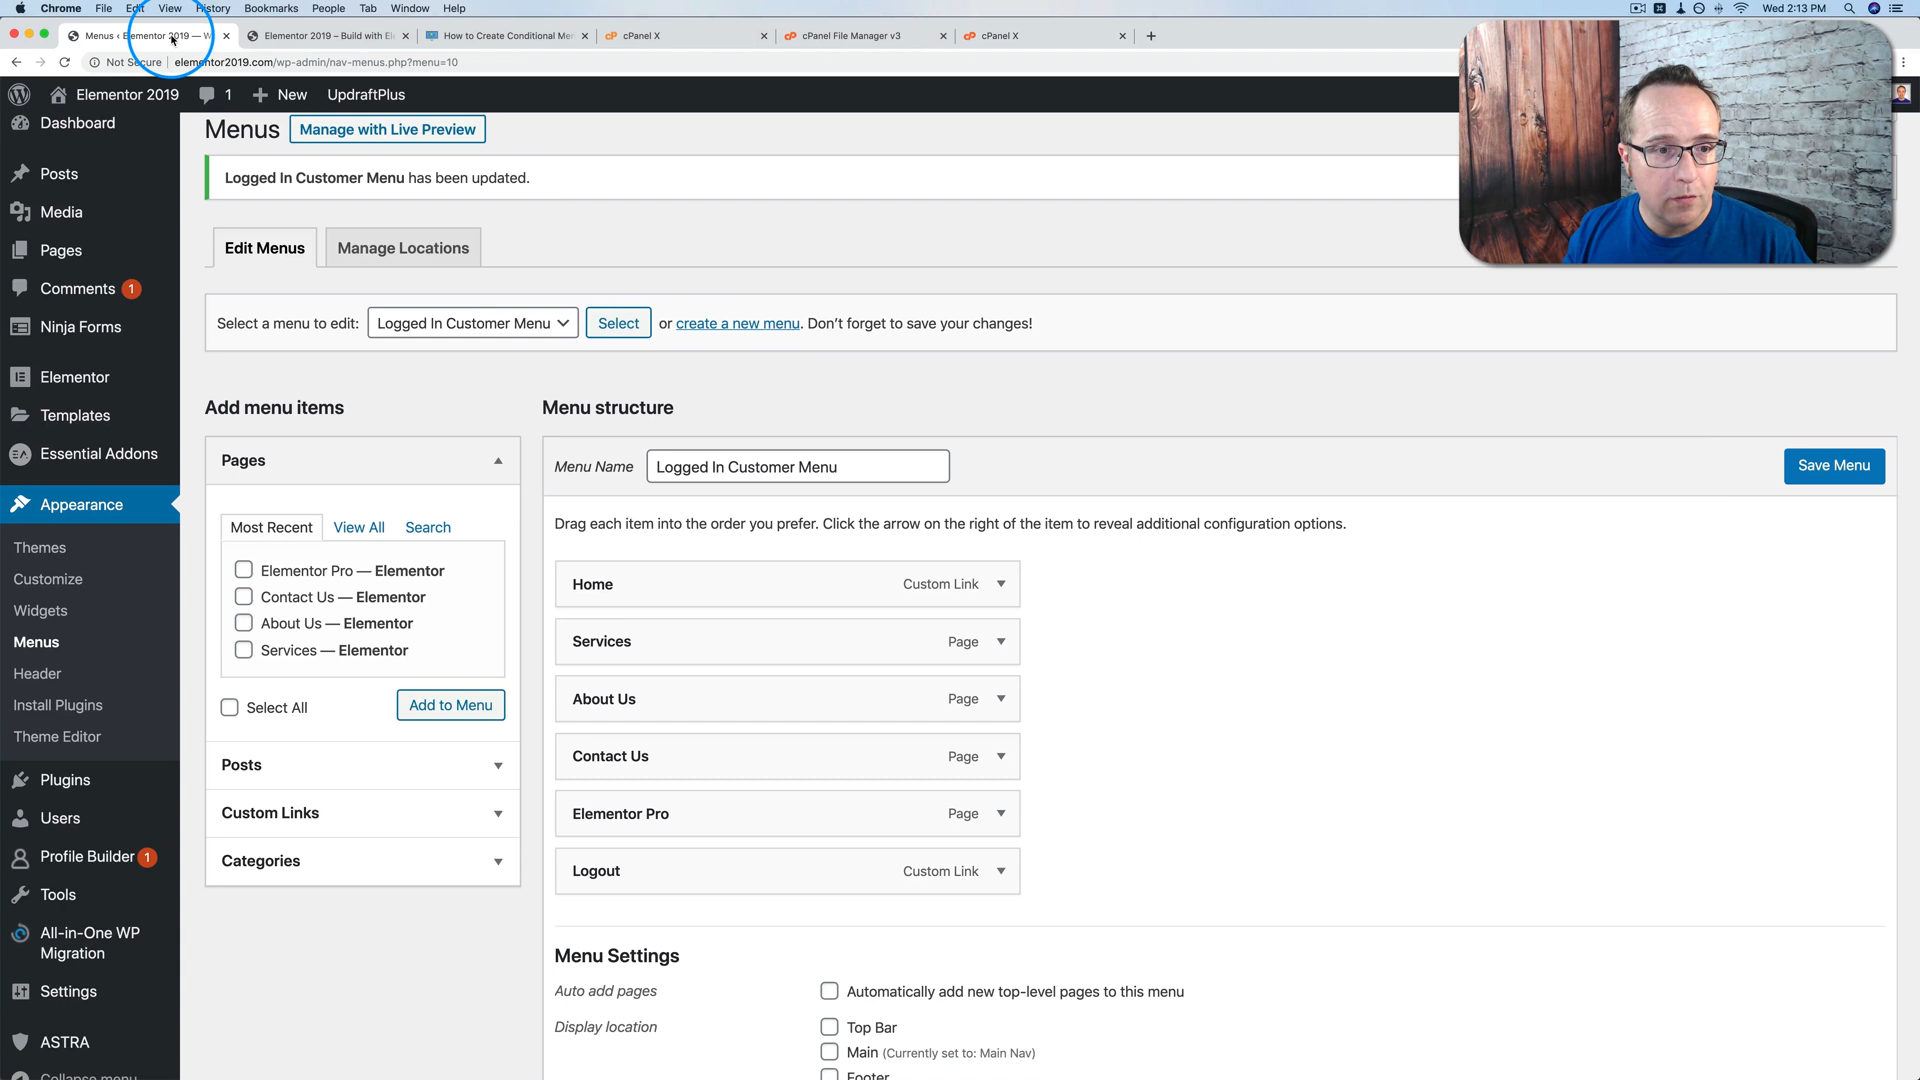 Chrome File Edit View History Bookmarks People Tab Window Help Wed 2:13 PM
Menus ‹ Elementor 2019 — W Elementor 2019 – Build with El How to Create Conditional Men cPanel X cPanel File Manager v3 cPanel X
Not Secure elementor2019.com/wp-admin/nav-menus.php?menu=10
Elementor 2019 1 New UpdraftPlus
Dashboard
Posts
Media
Pages
Comments 1
Ninja Forms
Elementor
Templates
Essential Addons
Appearance
Themes
Customize
Widgets
Menus
Header
Install Plugins
Theme Editor
Plugins
Users
Profile Builder 1
Tools
All-in-One WP
Migration
Settings
ASTRA
Collapse menu
Menus Manage with Live Preview
Logged In Customer Menu has been updated.
Edit Menus Manage Locations
Select a menu to edit: Logged In Customer Menu Select or create a new menu. Don’t forget to save your changes!
Add menu items
Pages
Most Recent View All Search
Elementor Pro — Elementor
Contact Us — Elementor
About Us — Elementor
Services — Elementor
Select All Add to Menu
Posts
Custom Links
Categories
Menu structure
Menu Name Logged In Customer Menu Save Menu
Drag each item into the order you prefer. Click the arrow on the right of the item to reveal additional configuration options.
Home Custom Link
Services Page
About Us Page
Contact Us Page
Elementor Pro Page
Logout Custom Link
Menu Settings
Auto add pages Automatically add new top-level pages to this menu
Display location Top Bar
Main (Currently set to: Main Nav)
Footer